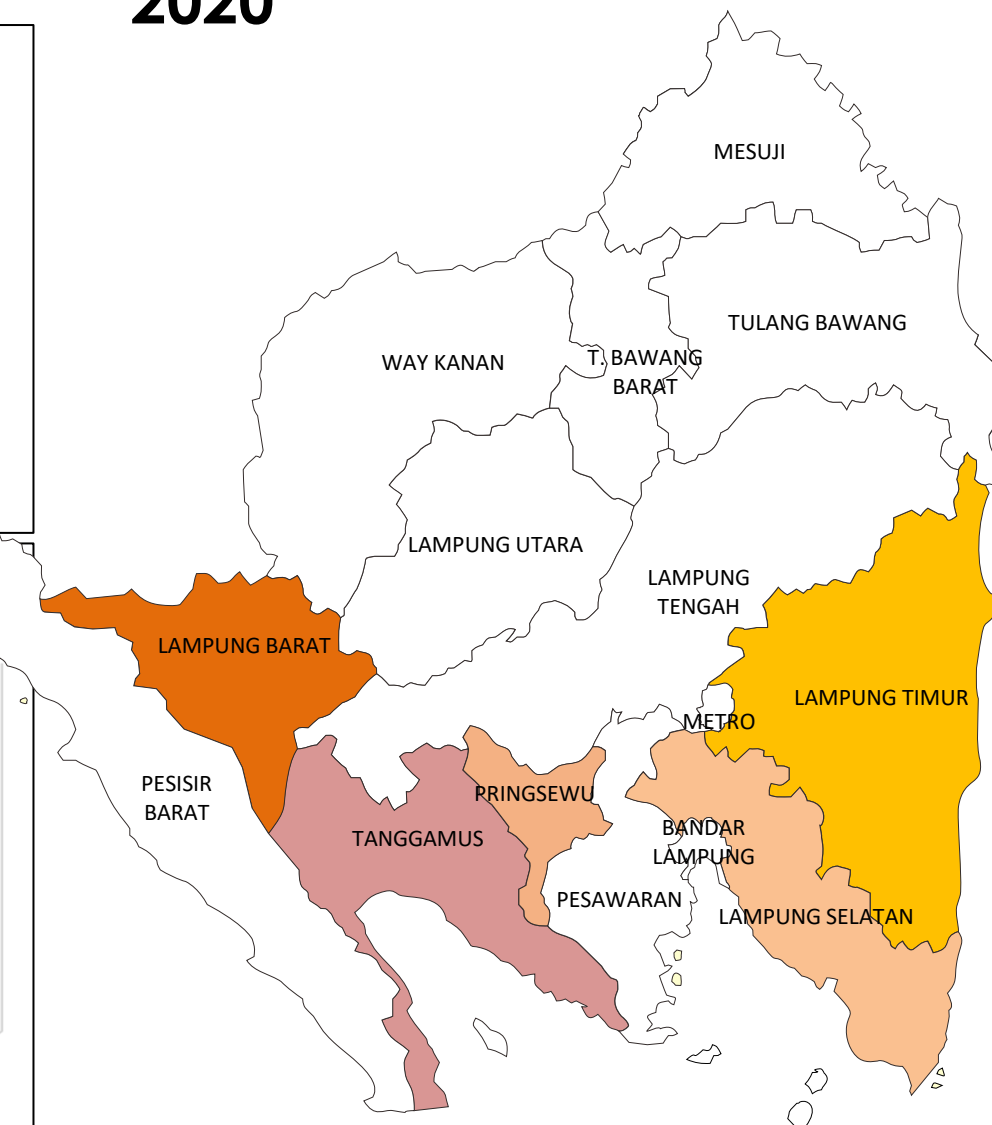 2020
MESUJI
TULANG BAWANG
WAY KANAN
T. BAWANG
BARAT
LAMPUNG UTARA
LAMPUNG
TENGAH
LAMPUNG BARAT
LAMPUNG TIMUR
METRO
PESISIR
BARAT
PRINGSEWU
TANGGAMUS
BANDAR
LAMPUNG
PESAWARAN
LAMPUNG SELATAN